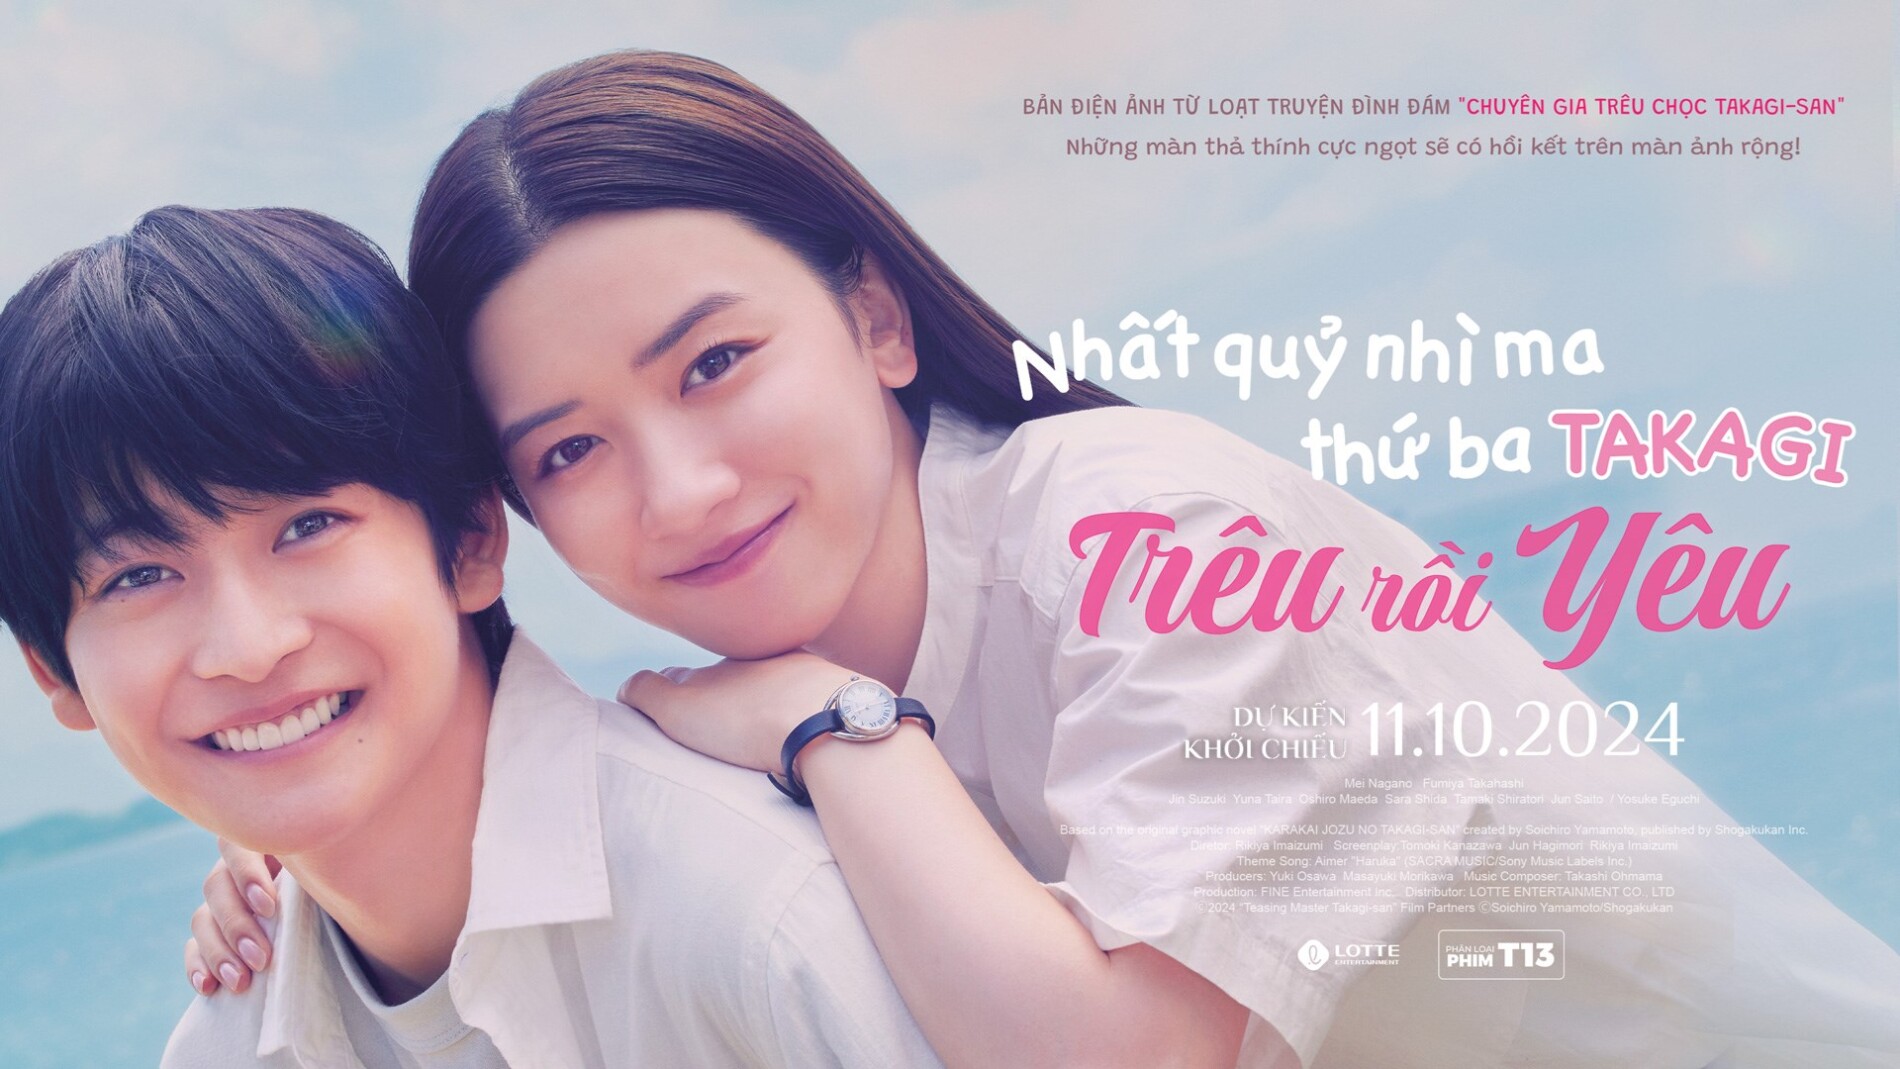 BẢN ĐIỆN ẢNH TỪ LOẠT TRUYỆN ĐÌNH ĐÁM "CHUYÊN GIA TRÊU CHỌC TAKAGI-SAN"
Những màn thả thính cực ngọt sẽ có hồi kết trên màn ảnh rộng!
Nhất quỷ nhì ma
thứ ba TAKAGI
Trêu rồi Yêu
DỰ KIẾN
KHỞI CHIẾU 11.10.2024
Mei Nagano Fumiya Takahashi
Jin Suzuki Yuna Taira Oshiro Maeda Sara Shida Tamaki Shiratori Jun Saito / Yosuke Eguchi
Based on the original graphic novel "KARAKAI JOZU NO TAKAGI-SAN" created by Soichiro Yamamoto, published by Shogakukan Inc.
Diretor: Rikiya Imaizumi Screenplay:Tomoki Kanazawa Jun Hagimori Rikiya Imaizumi
Theme Song: Aimer "Haruka" (SACRA MUSIC/Sony Music Labels Inc.)
Producers: Yuki Osawa Masayuki Morikawa Music Composer: Takashi Ohmama
Production: FINE Entertainment Inc. Distributor: LOTTE ENTERTAINMENT CO., LTD
© 2024 "Teasing Master Takagi-san" Film Partners ©Soichiro Yamamoto/Shogakukan
LOTTE
ENTERTAINMENT
PHÂN LOẠI
PHIM T13